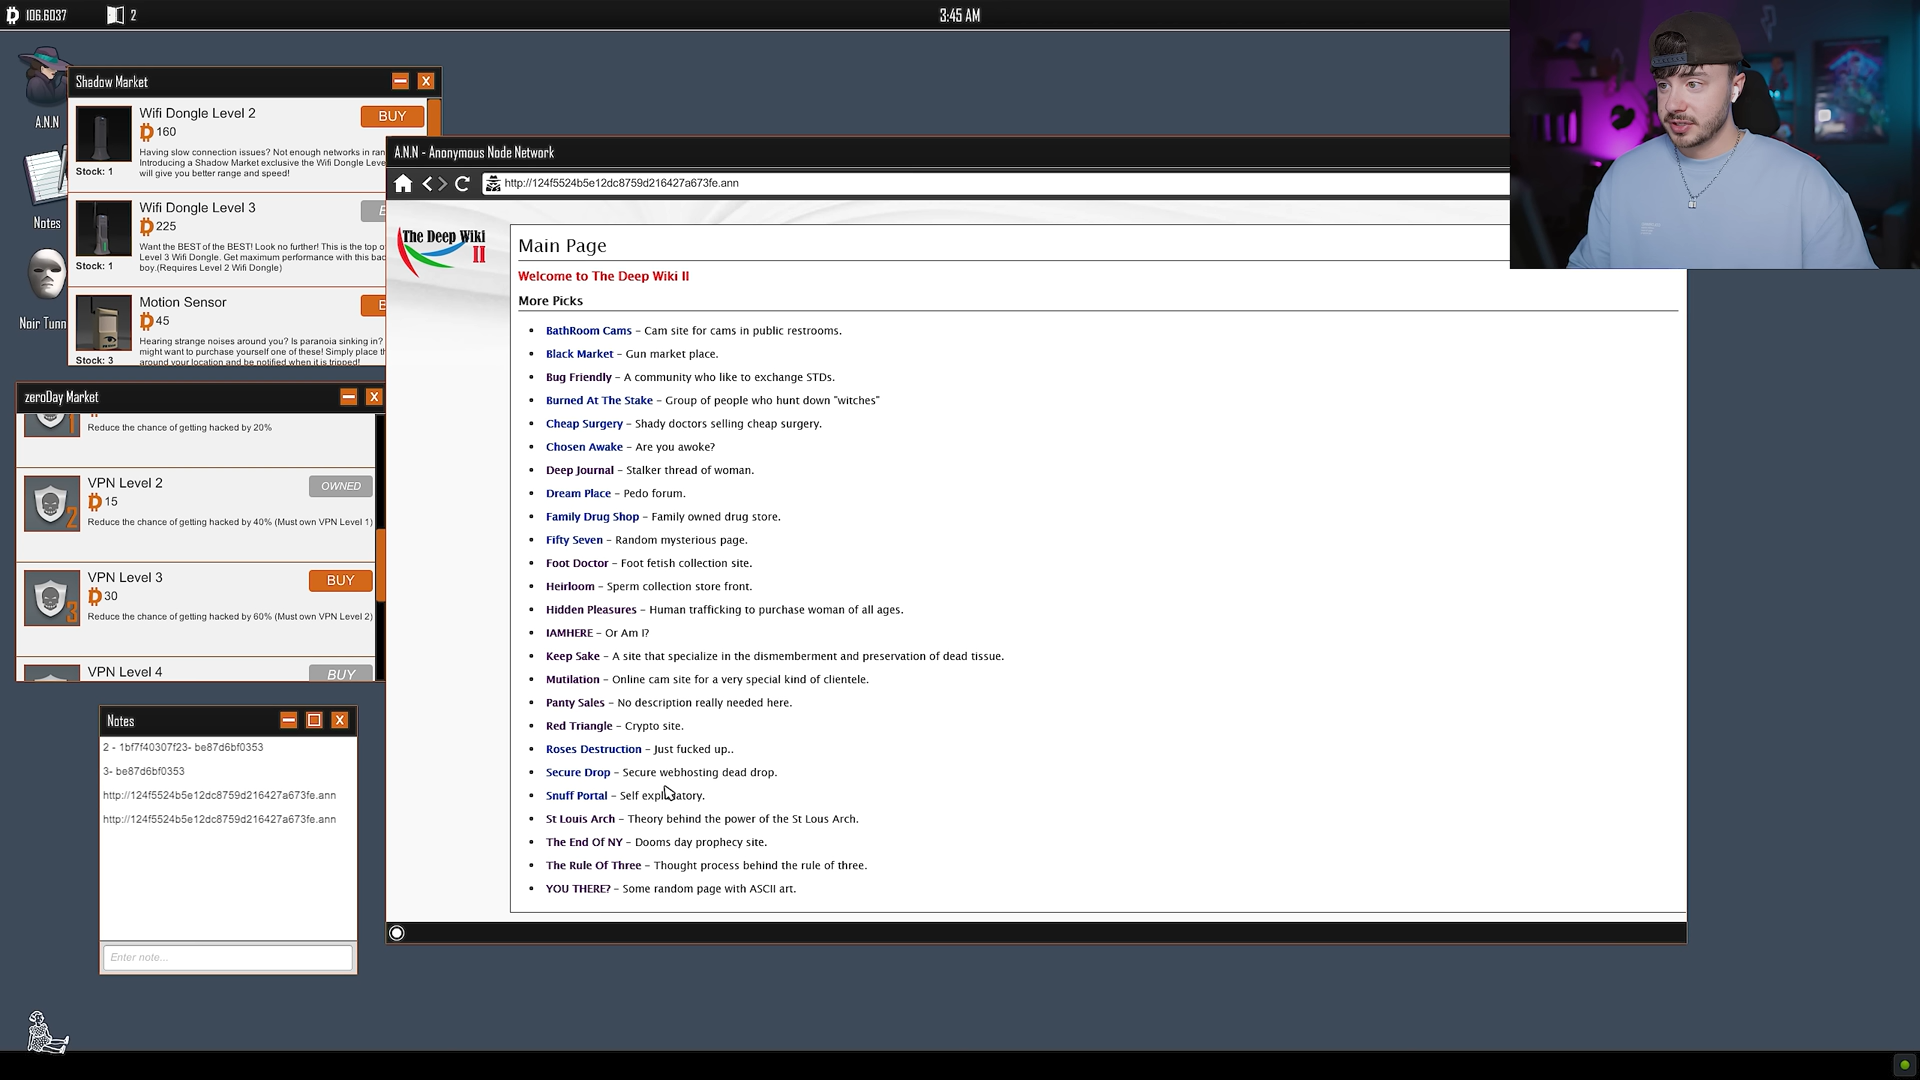 106.6037
2
3:45 AM
A.N.N
Notes
Noir Tunn
Shadow Market
Wifi Dongle Level 2
160
BUY
Having slow connection issues? Not enough networks in ran
Introducing a Shadow Market exclusive the Wifi Dongle Leve
will give you better range and speed!
Stock: 1
Wifi Dongle Level 3
225
Want the BEST of the BEST! Look no further! This is the top o
Level 3 Wifi Dongle. Get maximum performance with this bac
boy.(Requires Level 2 Wifi Dongle)
Stock: 1
Motion Sensor
45
Hearing strange noises around you? Is paranoia sinking in?
might want to purchase yourself one of these! Simply place th
around your location and be notified when it is tripped!
Stock: 3
zeroDay Market
1
Reduce the chance of getting hacked by 20%
VPN Level 2
15
OWNED
Reduce the chance of getting hacked by 40% (Must own VPN Level 1)
2
VPN Level 3
30
BUY
Reduce the chance of getting hacked by 60% (Must own VPN Level 2)
3
VPN Level 4
BUY
Notes
2 - 1bf7f40307f23- be87d6bf0353
3- be87d6bf0353
http://124f5524b5e12dc8759d216427a673fe.ann
http://124f5524b5e12dc8759d216427a673fe.ann
Enter note...
A.N.N - Anonymous Node Network
http://124f5524b5e12dc8759d216427a673fe.ann
The Deep Wiki
II
Main Page
Welcome to The Deep Wiki II
More Picks
BathRoom Cams – Cam site for cams in public restrooms.
Black Market – Gun market place.
Bug Friendly – A community who like to exchange STDs.
Burned At The Stake – Group of people who hunt down "witches"
Cheap Surgery – Shady doctors selling cheap surgery.
Chosen Awake – Are you awoke?
Deep Journal – Stalker thread of woman.
Dream Place – Pedo forum.
Family Drug Shop – Family owned drug store.
Fifty Seven – Random mysterious page.
Foot Doctor – Foot fetish collection site.
Heirloom – Sperm collection store front.
Hidden Pleasures – Human trafficking to purchase woman of all ages.
IAMHERE – Or Am I?
Keep Sake – A site that specialize in the dismemberment and preservation of dead tissue.
Mutilation – Online cam site for a very special kind of clientele.
Panty Sales – No description really needed here.
Red Triangle – Crypto site.
Roses Destruction – Just fucked up..
Secure Drop – Secure webhosting dead drop.
Snuff Portal – Self explanatory.
St Louis Arch – Theory behind the power of the St Lous Arch.
The End Of NY – Dooms day prophecy site.
The Rule Of Three – Thought process behind the rule of three.
YOU THERE? – Some random page with ASCII art.